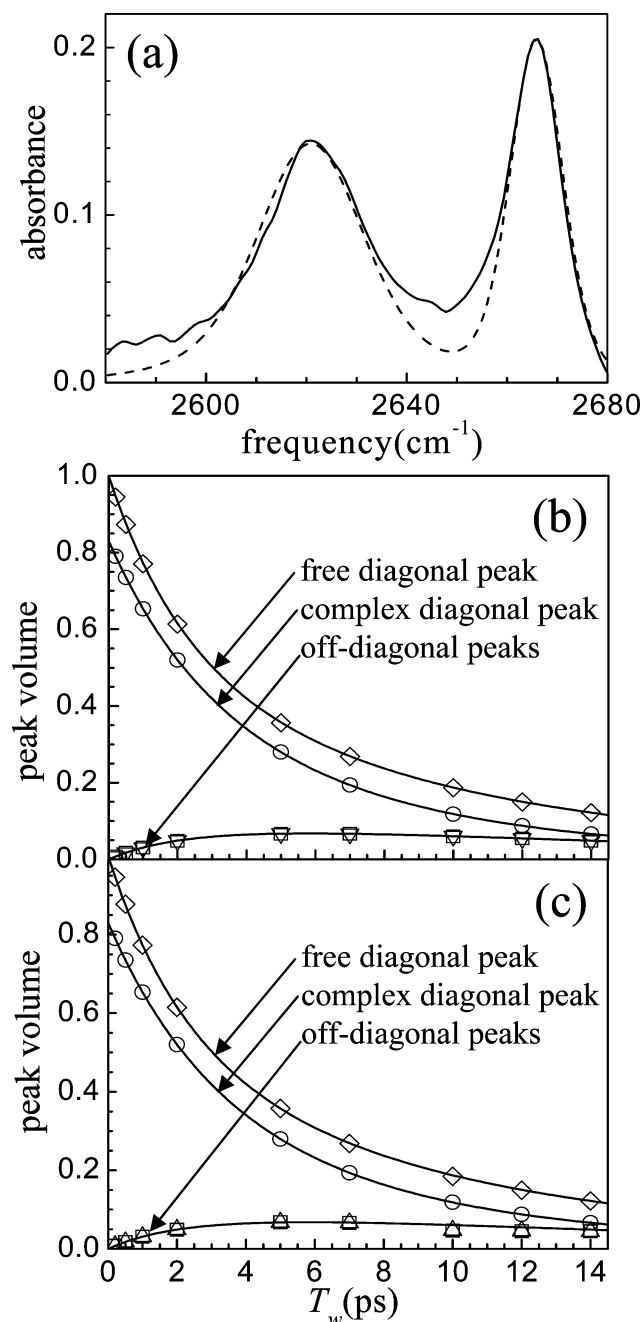 (a)
0.2
0.1
0.0
absorbance
2600
2640
2680
frequency(cm⁻¹)
(b)
1.0
0.8
0.6
0.4
0.2
0.0
peak volume
free diagonal peak
complex diagonal peak
off-diagonal peaks
(c)
0.8
0.6
0.4
0.2
0.0
peak volume
free diagonal peak
complex diagonal peak
off-diagonal peaks
0 2 4 6 8 10 12 14
T_w(ps)